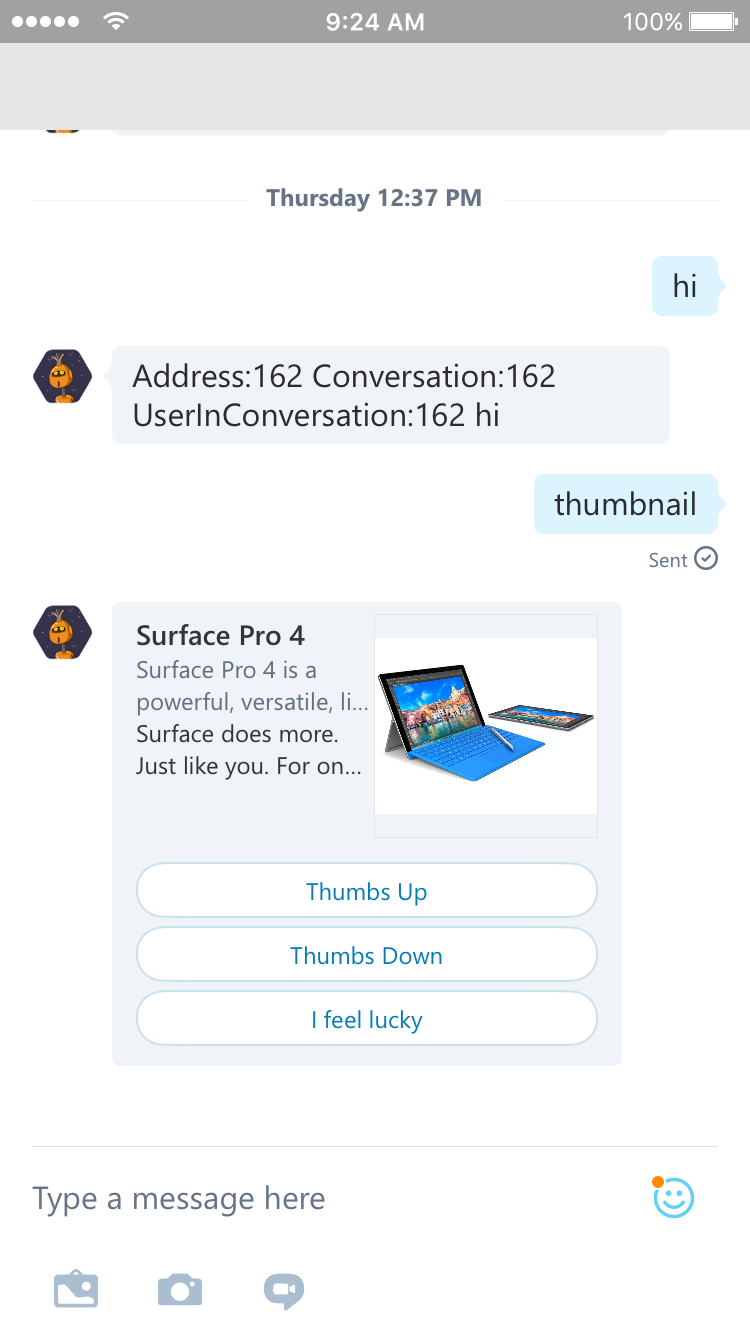 9:24 AM
100%
Thursday 12:37 PM
hi
Address:162 Conversation:162
UserInConversation:162 hi
thumbnail
Sent
Surface Pro 4
Surface Pro 4 is a
powerful, versatile, li...
Surface does more.
Just like you. For on...
Thumbs Up
Thumbs Down
I feel lucky
Type a message here